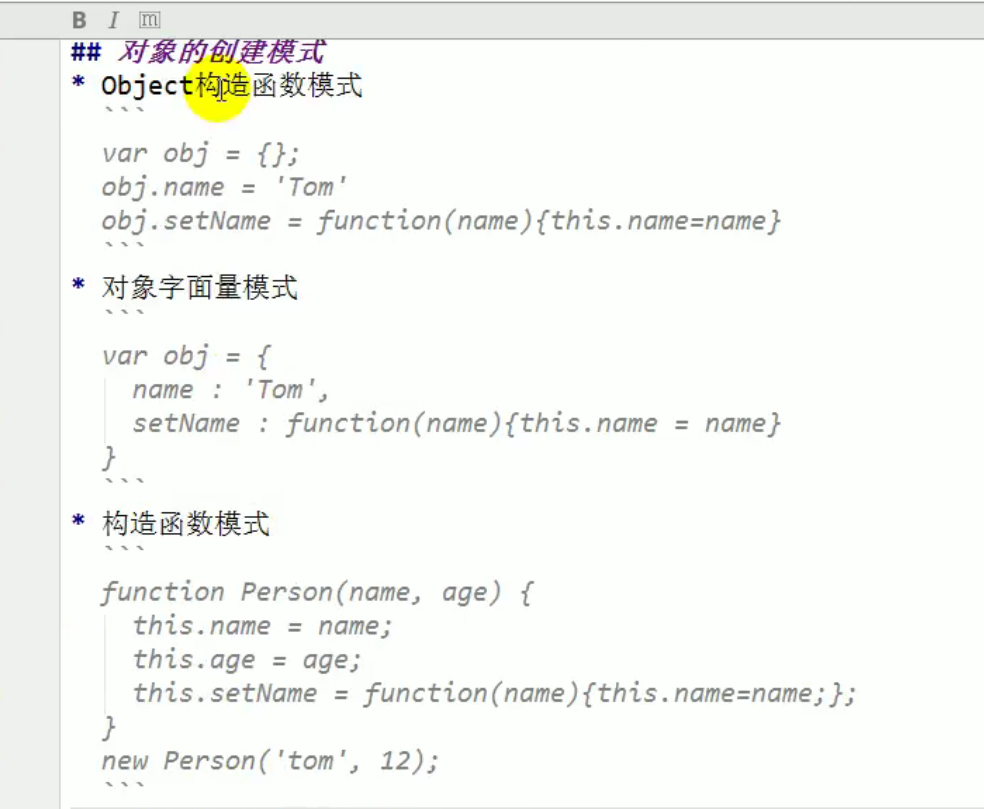 B I m
## 对象的创建模式
* Object构造函数模式
```
var obj = {};
obj.name = 'Tom'
obj.setName = function(name){this.name=name}
```
* 对象字面量模式
```
var obj = {
name : 'Tom',
setName : function(name){this.name = name}
}
```
* 构造函数模式
```
function Person(name, age) {
this.name = name;
this.age = age;
this.setName = function(name){this.name=name;};
}
new Person('tom', 12);
```